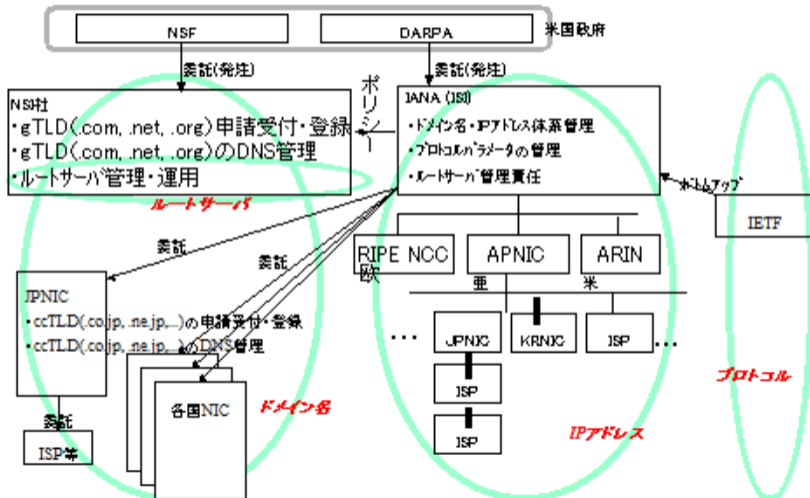 NSF
DARPA
米国政府
委託(発注)
委託(発注)
NSI社
・gTLD(.com, .net, .org)申請受付・登録
・gTLD(.com, .net, .org)のDNS管理
・ルートサーバ管理・運用
ルートサーバ
ポリシー
IANA (ISI)
・ドメイン名・IPアドレス体系管理
・プロトコルパラメータの管理
・ルートサーバ管理責任
ボトムアップ
IETF
委託
委託
RIPE NCC
欧
APNIC
亜
ARIN
米
JPNIC
・ccTLD(.co.jp, .ne.jp,...)の申請受付・登録
・ccTLD(.co.jp, .ne.jp,...)のDNS管理
…
JPNIC
KRNIC
ISP
…
ISP
ISP
プロトコル
各国NIC
ドメイン名
IPアドレス
委託
ISP等